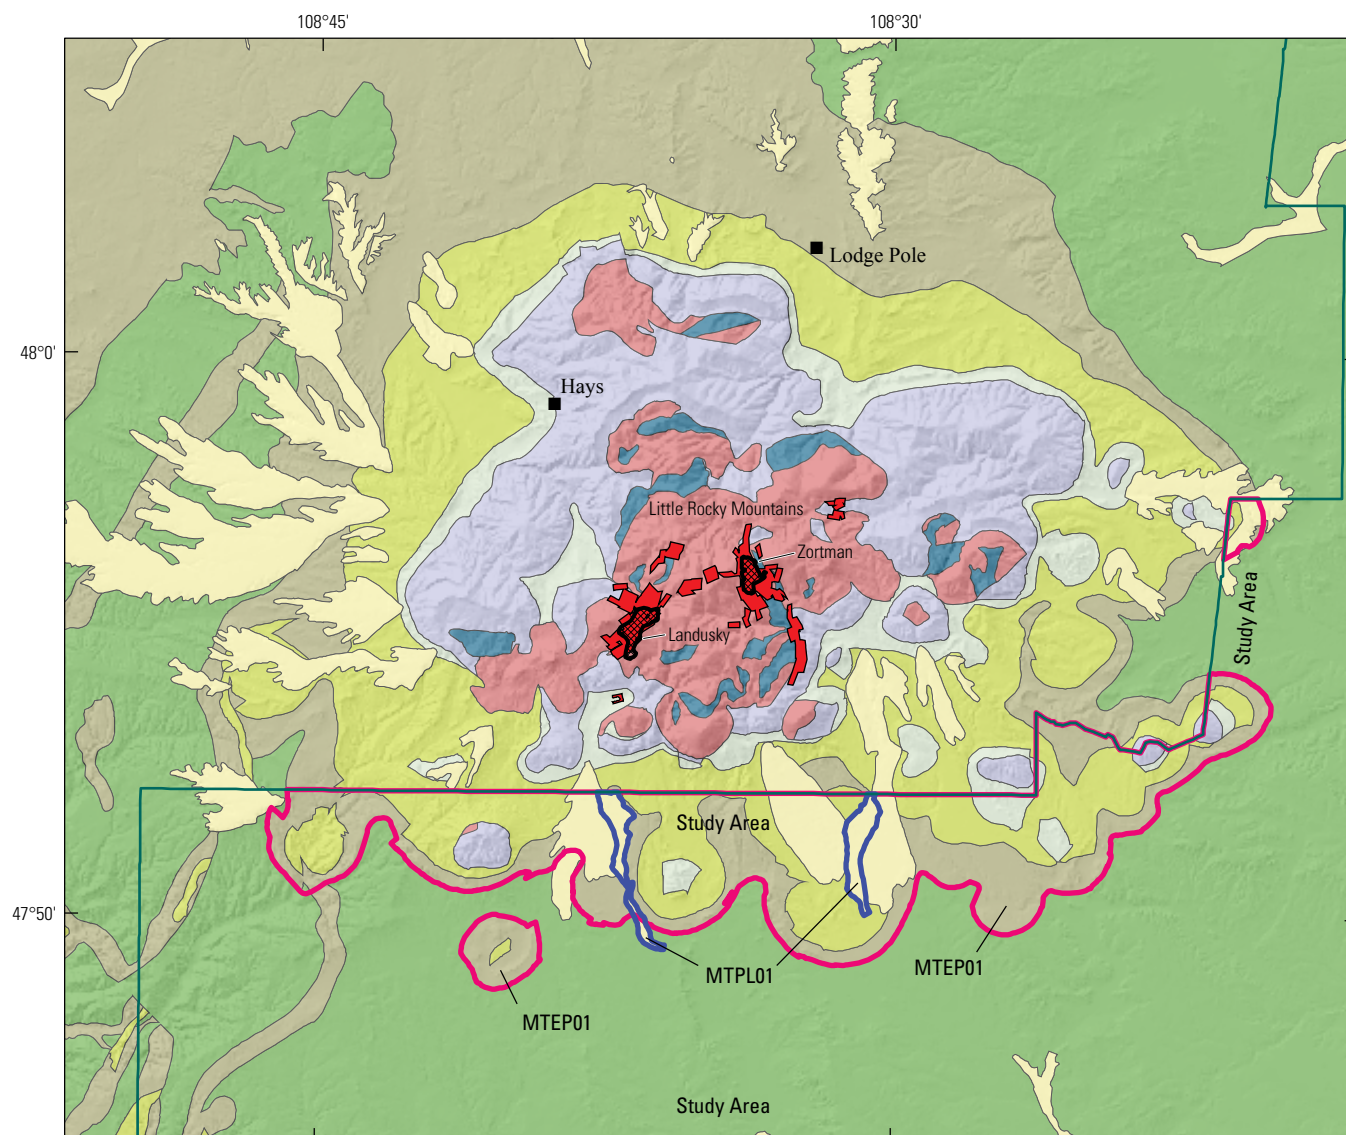 108°45'
108°30'
Lodge Pole
48°0'
Hays
Little Rocky Mountains
Zortman
Study Area
Landusky
Study Area
47°50'
MTPL01
MTEP01
MTEP01
Study Area